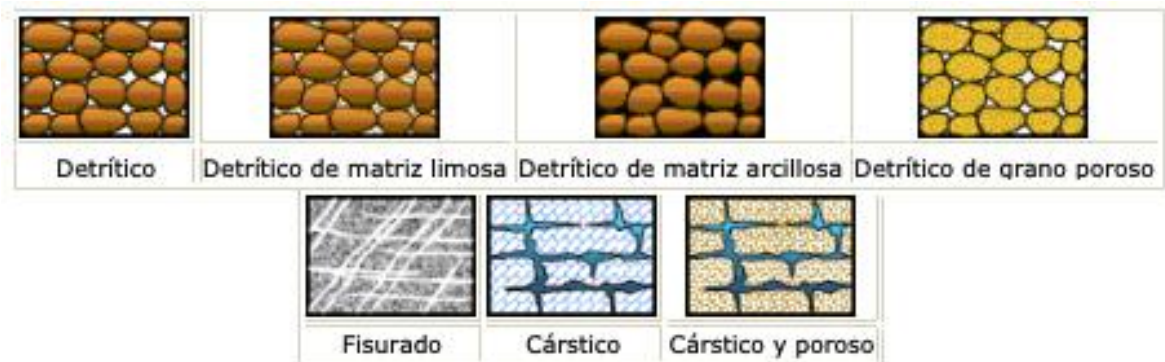 Detrítico Detrítico de matriz limosa Detrítico de matriz arcillosa Detrítico de grano poroso
Fisurado Cárstico Cárstico y poroso